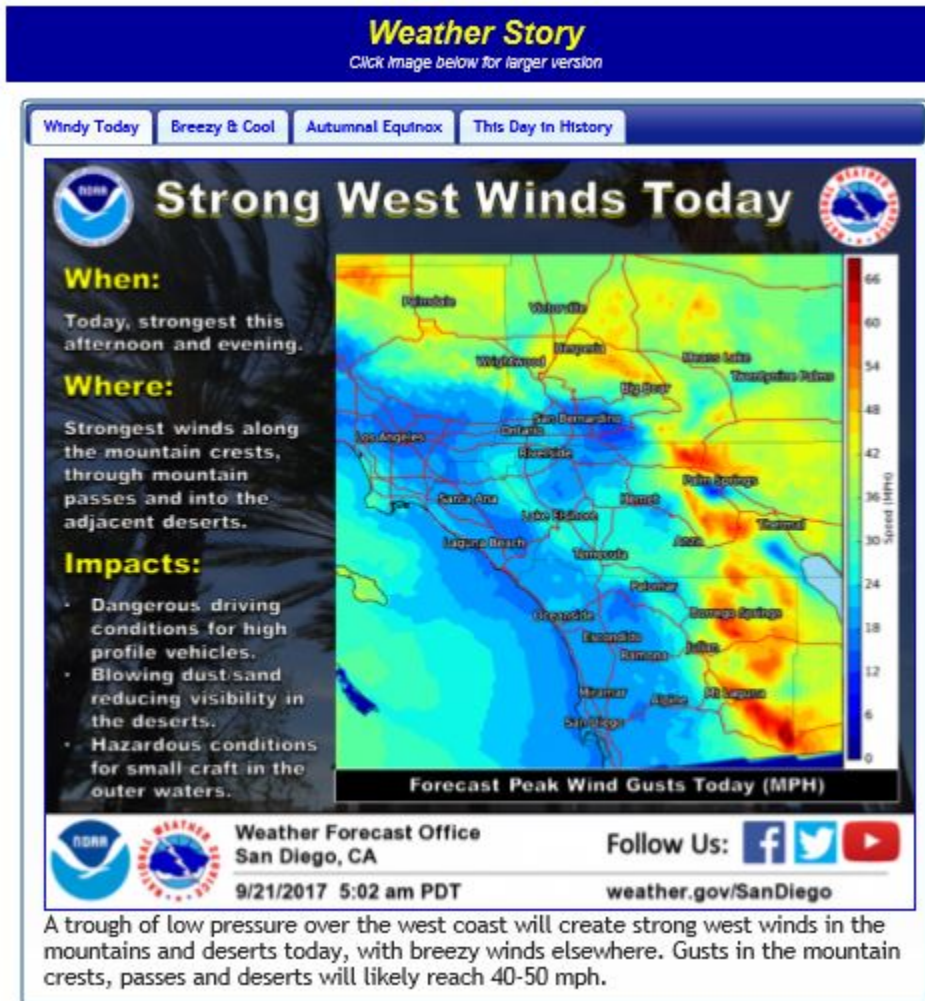 Weather Story
Click image below for larger version
Windy Today
Breezy & Cool
Autumnal Equinox
This Day in History
NOAA
Strong West Winds Today
NATIONAL WEATHER SERVICE
When:
Today, strongest this
afternoon and evening.
Where:
Strongest winds along
the mountain crests,
through mountain
passes and into the
adjacent deserts.
Impacts:
· Dangerous driving
conditions for high
profile vehicles.
· Blowing dust/sand
reducing visibility in
the deserts.
· Hazardous conditions
for small craft in the
outer waters.
Palmdale
Victorville
Wrightwood
Hesperia
Means Lake
Big Bear
Twentynine Palms
Los Angeles
Ontario
San Bernardino
Riverside
Palm Springs
Santa Ana
Hemet
Lake Elsinore
Thermal
Laguna Beach
Temecula
Anza
Palomar
Oceanside
Borrego Springs
Escondido
Ramona
Julian
Miramar
Alpine
Mt Laguna
San Diego
66
60
54
48
42
36
30
24
18
12
6
0
Speed (MPH)
Forecast Peak Wind Gusts Today (MPH)
NOAA
NATIONAL WEATHER SERVICE
Weather Forecast Office
San Diego, CA
9/21/2017 5:02 am PDT
Follow Us:
weather.gov/SanDiego
A trough of low pressure over the west coast will create strong west winds in the
mountains and deserts today, with breezy winds elsewhere. Gusts in the mountain
crests, passes and deserts will likely reach 40-50 mph.